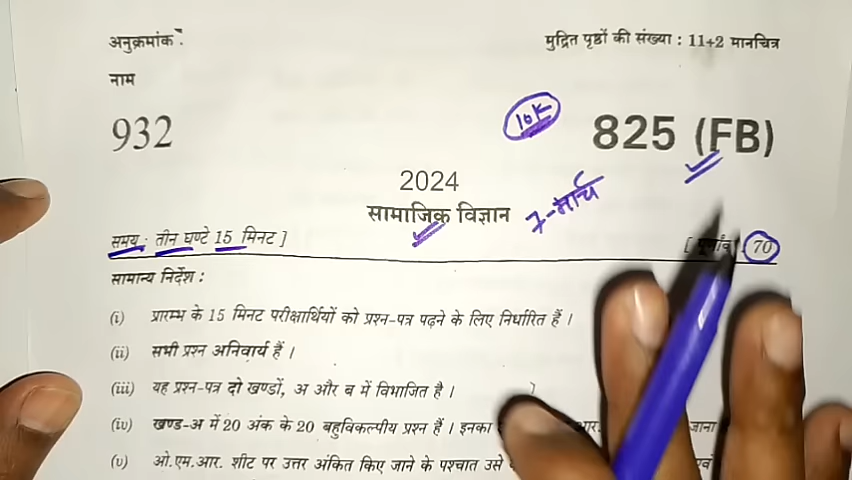 अनुक्रमांक मुद्रित पृष्ठों की संख्या : 11+2 मानचित्र
नाम
932 10K 825 (FB)
2024
सामाजिक विज्ञान 7-मार्च
समय : तीन घण्टे 15 मिनट ] [ पूर्णांक : 70
सामान्य निर्देश :
(i) प्रारम्भ के 15 मिनट परीक्षार्थियों को प्रश्न-पत्र पढ़ने के लिए निर्धारित हैं ।
(ii) सभी प्रश्न अनिवार्य हैं ।
(iii) यह प्रश्न-पत्र दो खण्डों, अ और ब में विभाजित है ।
(iv) खण्ड-अ में 20 अंक के 20 बहुविकल्पीय प्रश्न हैं । इनका जाना
(v) ओ.एम.आर. शीट पर उत्तर अंकित किए जाने के पश्चात उसे